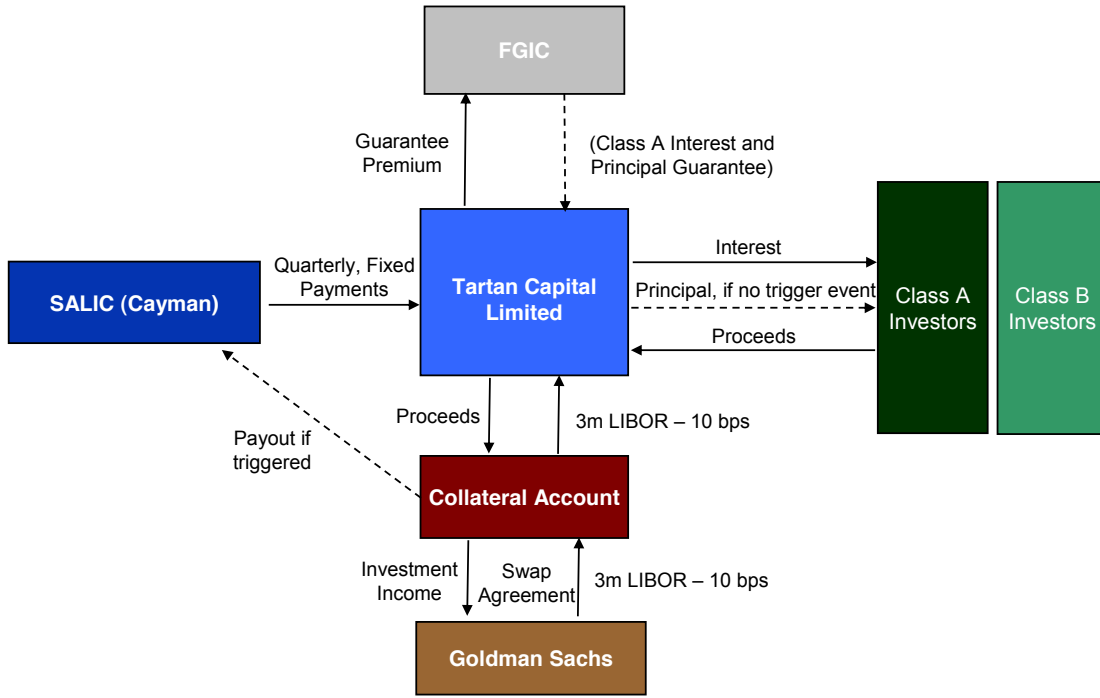 FGIC
Guarantee
Premium
(Class A Interest and
Principal Guarantee)
SALIC (Cayman)
Quarterly, Fixed
Payments
Tartan Capital
Limited
Interest
Principal, if no trigger event
Proceeds
Class A
Investors
Class B
Investors
Payout if
triggered
Proceeds
3m LIBOR – 10 bps
Collateral Account
Investment
Income
Swap
Agreement
3m LIBOR – 10 bps
Goldman Sachs